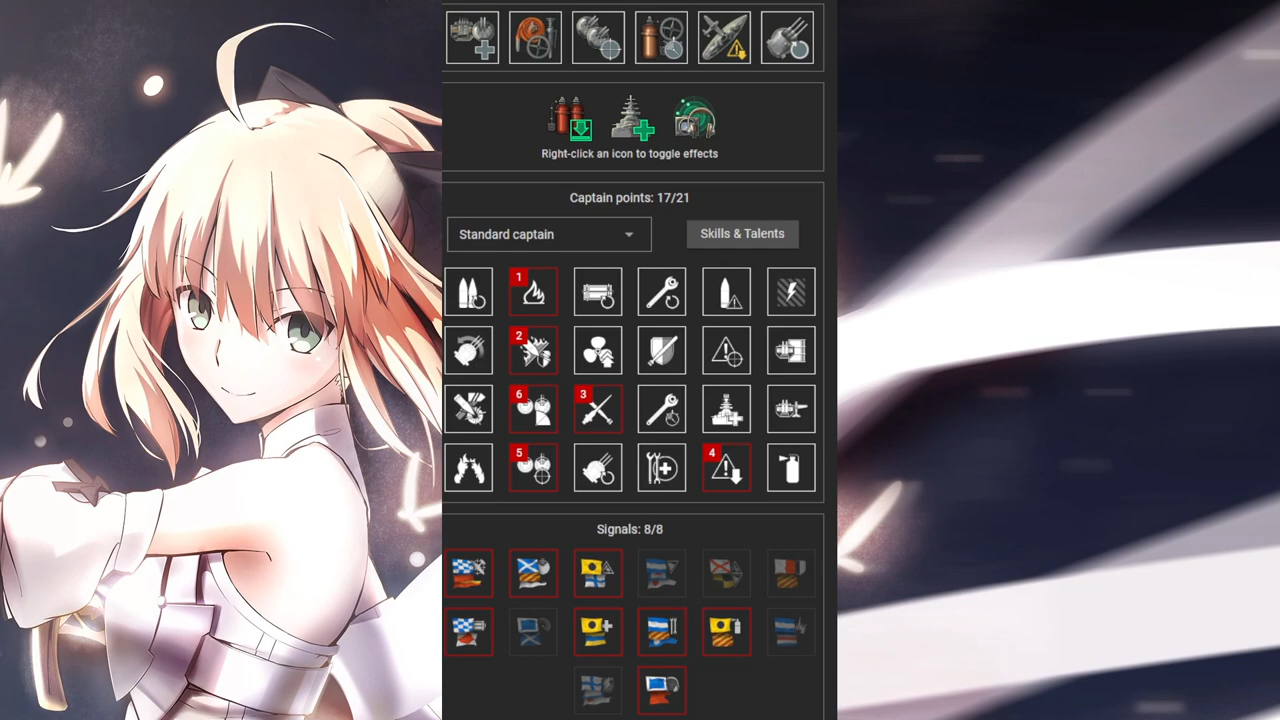 Right-click an icon to toggle effects
Captain points: 17/21
Standard captain
Skills & Talents
1
2
6
3
5
4
Signals: 8/8